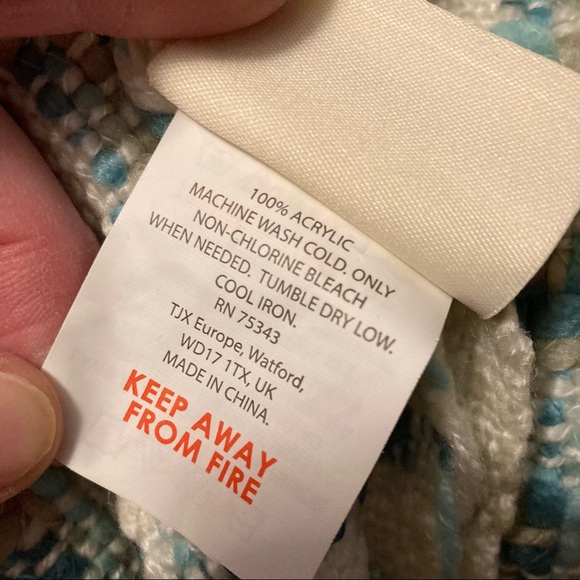 100% ACRYLIC
MACHINE WASH COLD. ONLY
NON-CHLORINE BLEACH
WHEN NEEDED. TUMBLE DRY LOW.
COOL IRON.
RN 75343
TJX Europe, Watford,
WD17 1TX, UK
MADE IN CHINA.
KEEP AWAY
FROM FIRE